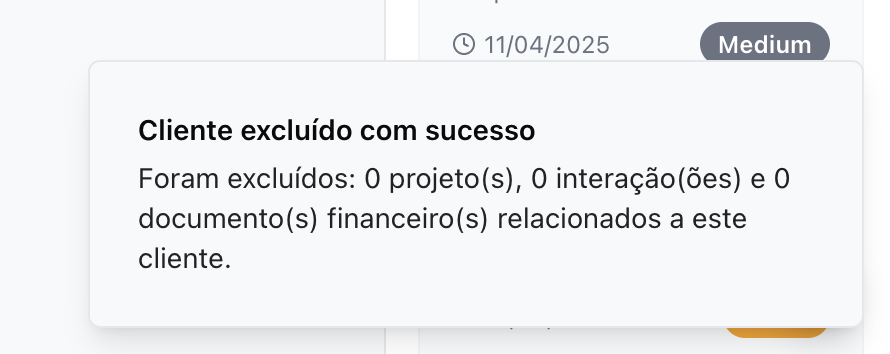 11/04/2025 Medium
Cliente excluído com sucesso
Foram excluídos: 0 projeto(s), 0 interação(ões) e 0
documento(s) financeiro(s) relacionados a este
cliente.